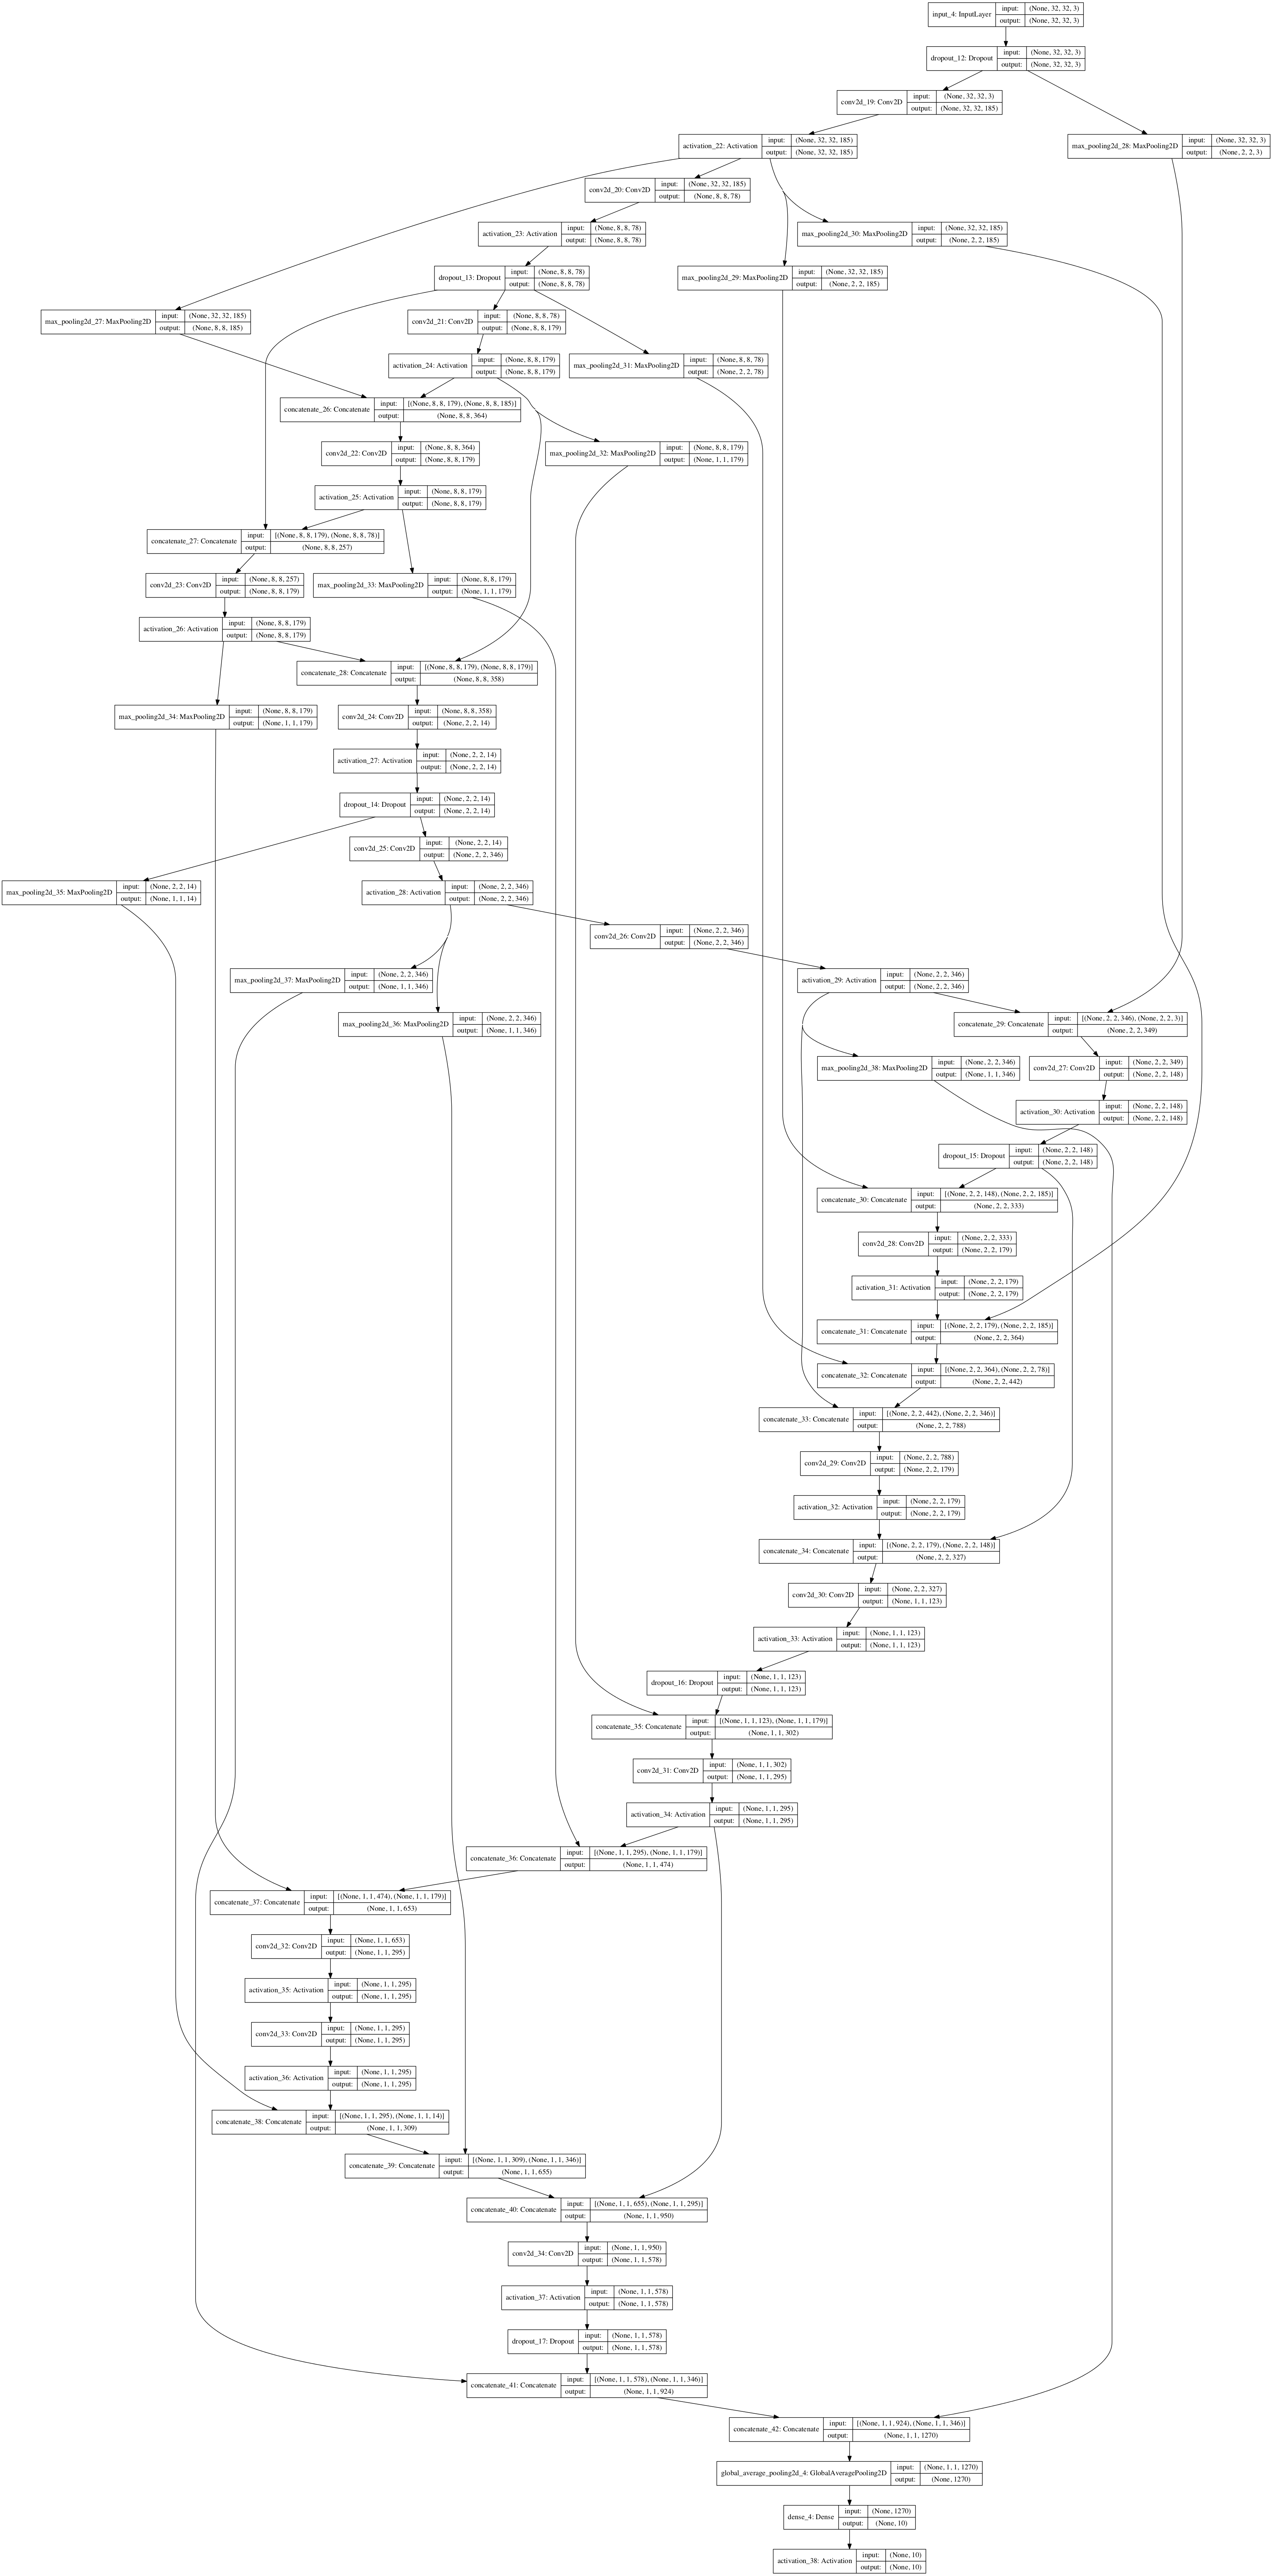 input_4: InputLayer
input: (None, 32, 32, 3)
output: (None, 32, 32, 3)
dropout_12: Dropout
input: (None, 32, 32, 3)
output: (None, 32, 32, 3)
conv2d_19: Conv2D
input: (None, 32, 32, 3)
output: (None, 32, 32, 185)
activation_22: Activation
input: (None, 32, 32, 185)
output: (None, 32, 32, 185)
max_pooling2d_28: MaxPooling2D
input: (None, 32, 32, 3)
output: (None, 2, 2, 3)
conv2d_20: Conv2D
input: (None, 32, 32, 185)
output: (None, 8, 8, 78)
activation_23: Activation
input: (None, 8, 8, 78)
output: (None, 8, 8, 78)
max_pooling2d_30: MaxPooling2D
input: (None, 32, 32, 185)
output: (None, 2, 2, 185)
dropout_13: Dropout
input: (None, 8, 8, 78)
output: (None, 8, 8, 78)
max_pooling2d_29: MaxPooling2D
input: (None, 32, 32, 185)
output: (None, 2, 2, 185)
max_pooling2d_27: MaxPooling2D
input: (None, 32, 32, 185)
output: (None, 8, 8, 185)
conv2d_21: Conv2D
input: (None, 8, 8, 78)
output: (None, 8, 8, 179)
activation_24: Activation
input: (None, 8, 8, 179)
output: (None, 8, 8, 179)
max_pooling2d_31: MaxPooling2D
input: (None, 8, 8, 78)
output: (None, 2, 2, 78)
concatenate_26: Concatenate
input: [(None, 8, 8, 179), (None, 8, 8, 185)]
output: (None, 8, 8, 364)
conv2d_22: Conv2D
input: (None, 8, 8, 364)
output: (None, 8, 8, 179)
max_pooling2d_32: MaxPooling2D
input: (None, 8, 8, 179)
output: (None, 1, 1, 179)
activation_25: Activation
input: (None, 8, 8, 179)
output: (None, 8, 8, 179)
concatenate_27: Concatenate
input: [(None, 8, 8, 179), (None, 8, 8, 78)]
output: (None, 8, 8, 257)
conv2d_23: Conv2D
input: (None, 8, 8, 257)
output: (None, 8, 8, 179)
max_pooling2d_33: MaxPooling2D
input: (None, 8, 8, 179)
output: (None, 1, 1, 179)
activation_26: Activation
input: (None, 8, 8, 179)
output: (None, 8, 8, 179)
concatenate_28: Concatenate
input: [(None, 8, 8, 179), (None, 8, 8, 179)]
output: (None, 8, 8, 358)
max_pooling2d_34: MaxPooling2D
input: (None, 8, 8, 179)
output: (None, 1, 1, 179)
conv2d_24: Conv2D
input: (None, 8, 8, 358)
output: (None, 2, 2, 14)
activation_27: Activation
input: (None, 2, 2, 14)
output: (None, 2, 2, 14)
dropout_14: Dropout
input: (None, 2, 2, 14)
output: (None, 2, 2, 14)
conv2d_25: Conv2D
input: (None, 2, 2, 14)
output: (None, 2, 2, 346)
max_pooling2d_35: MaxPooling2D
input: (None, 2, 2, 14)
output: (None, 1, 1, 14)
activation_28: Activation
input: (None, 2, 2, 346)
output: (None, 2, 2, 346)
conv2d_26: Conv2D
input: (None, 2, 2, 346)
output: (None, 2, 2, 346)
max_pooling2d_37: MaxPooling2D
input: (None, 2, 2, 346)
output: (None, 1, 1, 346)
activation_29: Activation
input: (None, 2, 2, 346)
output: (None, 2, 2, 346)
max_pooling2d_36: MaxPooling2D
input: (None, 2, 2, 346)
output: (None, 1, 1, 346)
concatenate_29: Concatenate
input: [(None, 2, 2, 346), (None, 2, 2, 3)]
output: (None, 2, 2, 349)
max_pooling2d_38: MaxPooling2D
input: (None, 2, 2, 346)
output: (None, 1, 1, 346)
conv2d_27: Conv2D
input: (None, 2, 2, 349)
output: (None, 2, 2, 148)
activation_30: Activation
input: (None, 2, 2, 148)
output: (None, 2, 2, 148)
dropout_15: Dropout
input: (None, 2, 2, 148)
output: (None, 2, 2, 148)
concatenate_30: Concatenate
input: [(None, 2, 2, 148), (None, 2, 2, 185)]
output: (None, 2, 2, 333)
conv2d_28: Conv2D
input: (None, 2, 2, 333)
output: (None, 2, 2, 179)
activation_31: Activation
input: (None, 2, 2, 179)
output: (None, 2, 2, 179)
concatenate_31: Concatenate
input: [(None, 2, 2, 179), (None, 2, 2, 185)]
output: (None, 2, 2, 364)
concatenate_32: Concatenate
input: [(None, 2, 2, 364), (None, 2, 2, 78)]
output: (None, 2, 2, 442)
concatenate_33: Concatenate
input: [(None, 2, 2, 442), (None, 2, 2, 346)]
output: (None, 2, 2, 788)
conv2d_29: Conv2D
input: (None, 2, 2, 788)
output: (None, 2, 2, 179)
activation_32: Activation
input: (None, 2, 2, 179)
output: (None, 2, 2, 179)
concatenate_34: Concatenate
input: [(None, 2, 2, 179), (None, 2, 2, 148)]
output: (None, 2, 2, 327)
conv2d_30: Conv2D
input: (None, 2, 2, 327)
output: (None, 1, 1, 123)
activation_33: Activation
input: (None, 1, 1, 123)
output: (None, 1, 1, 123)
dropout_16: Dropout
input: (None, 1, 1, 123)
output: (None, 1, 1, 123)
concatenate_35: Concatenate
input: [(None, 1, 1, 123), (None, 1, 1, 179)]
output: (None, 1, 1, 302)
conv2d_31: Conv2D
input: (None, 1, 1, 302)
output: (None, 1, 1, 295)
activation_34: Activation
input: (None, 1, 1, 295)
output: (None, 1, 1, 295)
concatenate_36: Concatenate
input: [(None, 1, 1, 295), (None, 1, 1, 179)]
output: (None, 1, 1, 474)
concatenate_37: Concatenate
input: [(None, 1, 1, 474), (None, 1, 1, 179)]
output: (None, 1, 1, 653)
conv2d_32: Conv2D
input: (None, 1, 1, 653)
output: (None, 1, 1, 295)
activation_35: Activation
input: (None, 1, 1, 295)
output: (None, 1, 1, 295)
conv2d_33: Conv2D
input: (None, 1, 1, 295)
output: (None, 1, 1, 295)
activation_36: Activation
input: (None, 1, 1, 295)
output: (None, 1, 1, 295)
concatenate_38: Concatenate
input: [(None, 1, 1, 295), (None, 1, 1, 14)]
output: (None, 1, 1, 309)
concatenate_39: Concatenate
input: [(None, 1, 1, 309), (None, 1, 1, 346)]
output: (None, 1, 1, 655)
concatenate_40: Concatenate
input: [(None, 1, 1, 655), (None, 1, 1, 295)]
output: (None, 1, 1, 950)
conv2d_34: Conv2D
input: (None, 1, 1, 950)
output: (None, 1, 1, 578)
activation_37: Activation
input: (None, 1, 1, 578)
output: (None, 1, 1, 578)
dropout_17: Dropout
input: (None, 1, 1, 578)
output: (None, 1, 1, 578)
concatenate_41: Concatenate
input: [(None, 1, 1, 578), (None, 1, 1, 346)]
output: (None, 1, 1, 924)
concatenate_42: Concatenate
input: [(None, 1, 1, 924), (None, 1, 1, 346)]
output: (None, 1, 1, 1270)
global_average_pooling2d_4: GlobalAveragePooling2D
input: (None, 1, 1, 1270)
output: (None, 1270)
dense_4: Dense
input: (None, 1270)
output: (None, 10)
activation_38: Activation
input: (None, 10)
output: (None, 10)